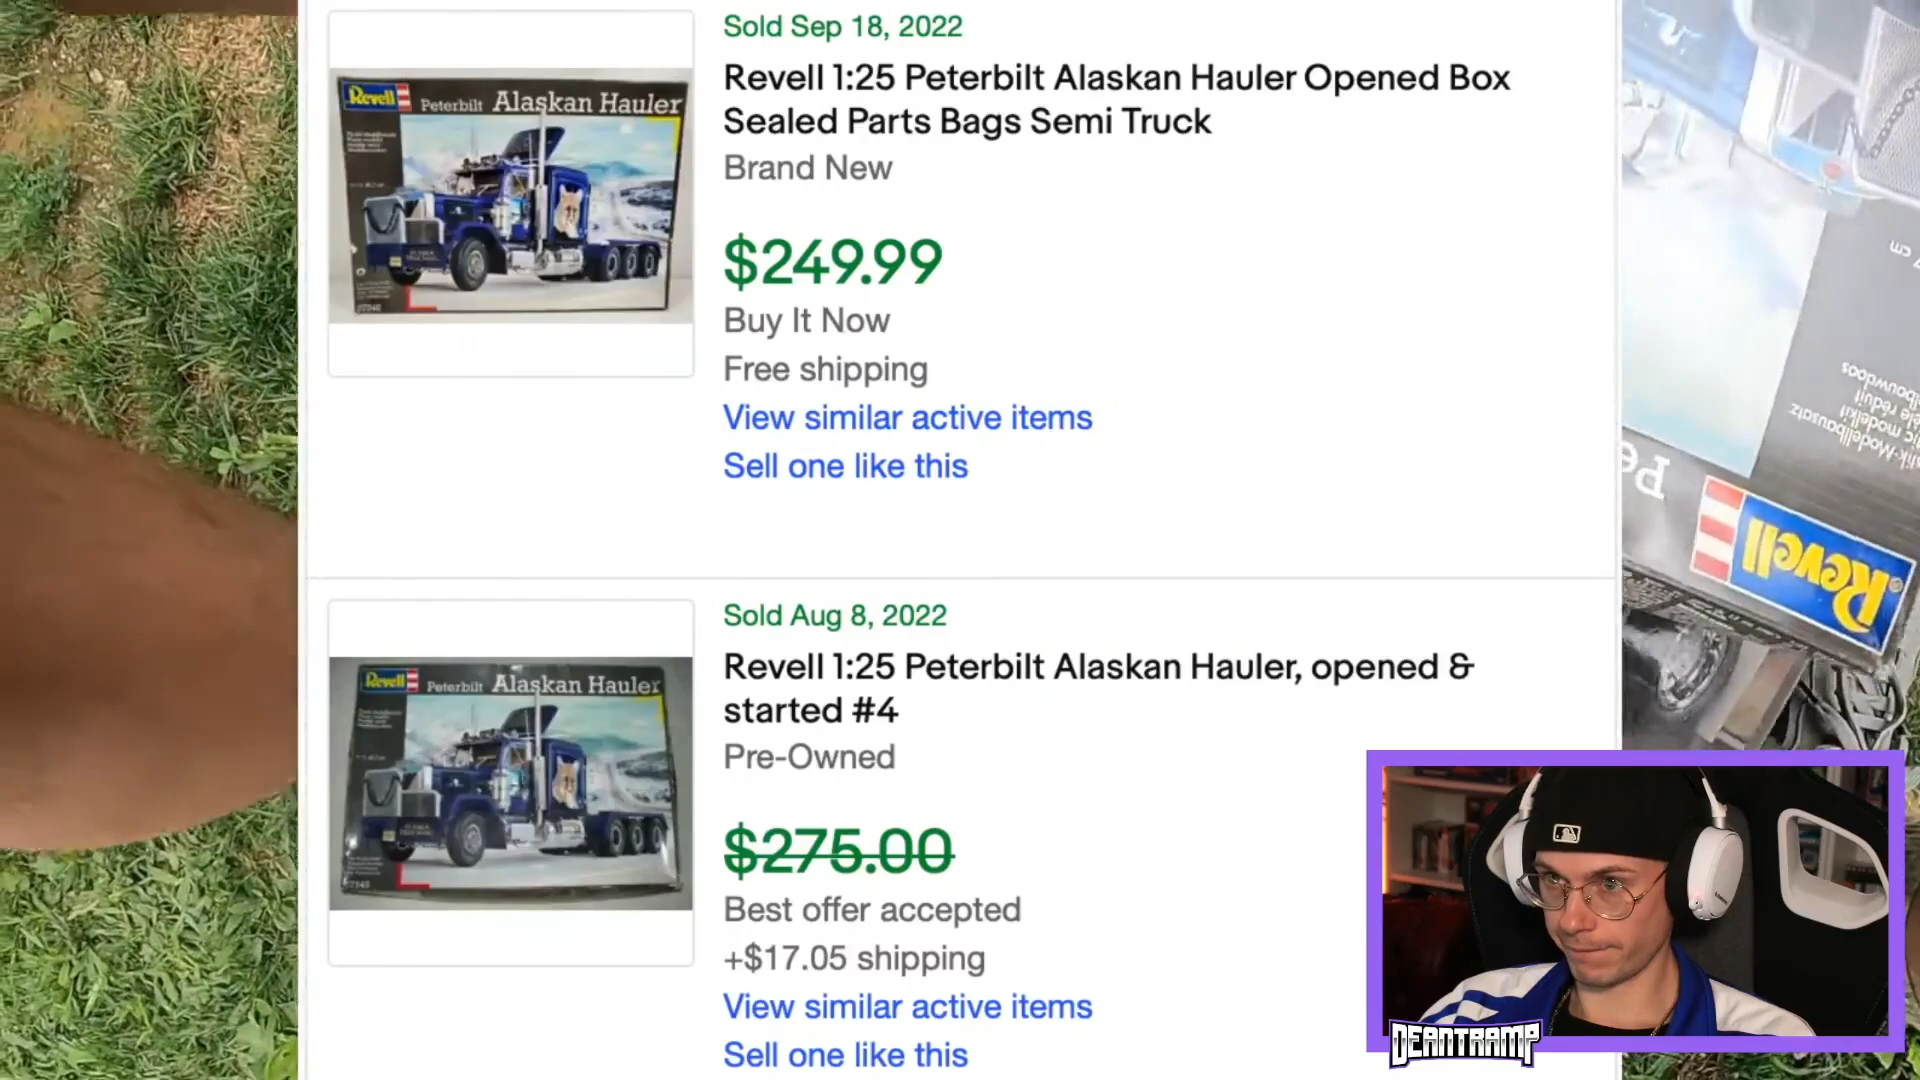 Sold Sep 18, 2022
Revell 1:25 Peterbilt Alaskan Hauler Opened Box
Sealed Parts Bags Semi Truck
Brand New
$249.99
Buy It Now
Free shipping
View similar active items
Sell one like this
Revell Peterbilt Alaskan Hauler
Sold Aug 8, 2022
Revell 1:25 Peterbilt Alaskan Hauler, opened &
started #4
Pre-Owned
$275.00
Best offer accepted
+$17.05 shipping
View similar active items
Sell one like this
Revell Peterbilt Alaskan Hauler
Revell
Pe
DEANTRAMP